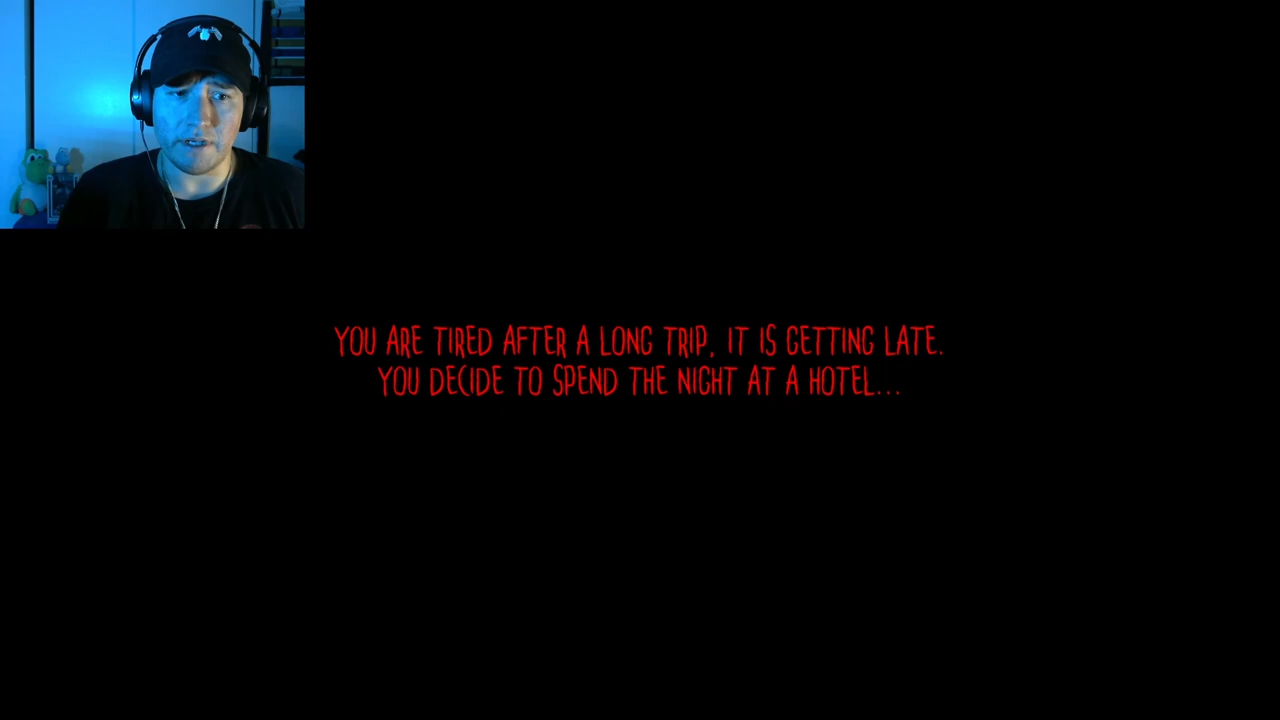 YOU ARE TIRED AFTER A LONG TRIP, IT IS GETTING LATE.
YOU DECIDE TO SPEND THE NIGHT AT A HOTEL...